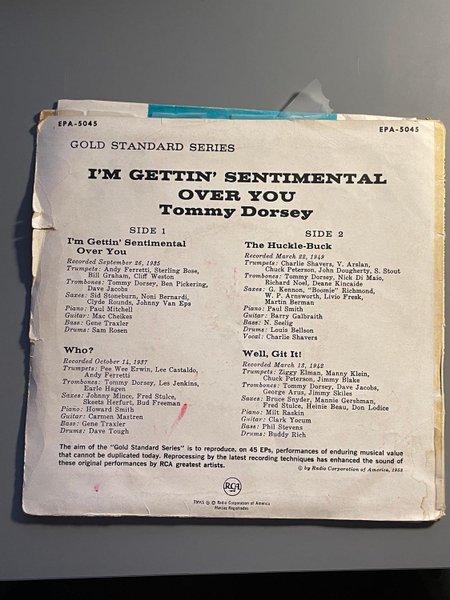 EPA-5045
EPA-5045
GOLD STANDARD SERIES
I'M GETTIN' SENTIMENTAL
OVER YOU
Tommy Dorsey
SIDE 1
I'm Gettin' Sentimental
Over You
Recorded September 26, 1935
Trumpets: Andy Ferretti, Sterling Bose,
Bill Graham, Cliff Weston
Trombones: Tommy Dorsey, Ben Pickering,
Dave Jacobs
Saxes: Sid Stoneburn, Noni Bernardi,
Clyde Rounds, Johnny Van Eps
Piano: Paul Mitchell
Guitar: Mac Cheikes
Bass: Gene Traxler
Drums: Sam Rosen
Who?
Recorded October 14, 1937
Trumpets: Pee Wee Erwin, Lee Castaldo,
Andy Ferretti
Trombones: Tommy Dorsey, Les Jenkins,
Earle Hagen
Saxes: Johnny Mince, Fred Stulce,
Skeets Herfurt, Bud Freeman
Piano: Howard Smith
Guitar: Carmen Mastren
Bass: Gene Traxler
Drums: Dave Tough
SIDE 2
The Huckle-Buck
Recorded March 22, 1949
Trumpets: Charlie Shavers, V. Arslan,
Chuck Peterson, John Dougherty, S. Stout
Trombones: Tommy Dorsey, Nick Di Maio,
Richard Noel, Deane Kincaide
Saxes: G. Kennon, "Boomie" Richmond,
W. P. Arnsworth, Livio Fresk,
Martin Berman
Piano: Paul Smith
Guitar: Barry Galbraith
Bass: N. Seelig
Drums: Louis Bellson
Vocal: Charlie Shavers
Well, Git It!
Recorded March 13, 1942
Trumpets: Ziggy Elman, Manny Klein,
Chuck Peterson, Jimmy Blake
Trombones: Tommy Dorsey, Dave Jacobs,
George Arus, Jimmy Skiles
Saxes: Bruce Snyder, Mannie Gershman,
Fred Stulce, Heinie Beau, Don Lodice
Piano: Milt Raskin
Guitar: Clark Yocum
Bass: Phil Stevens
Drums: Buddy Rich
The aim of the "Gold Standard Series" is to reproduce, on 45 EPs, performances of enduring musical value
that cannot be duplicated today. Reprocessing by the latest recording techniques has enhanced the sound of
these original performances by RCA greatest artists.
© by Radio Corporation of America, 1958
RCA
TMKS ® © Radio Corporation of America
Marcas Registradas